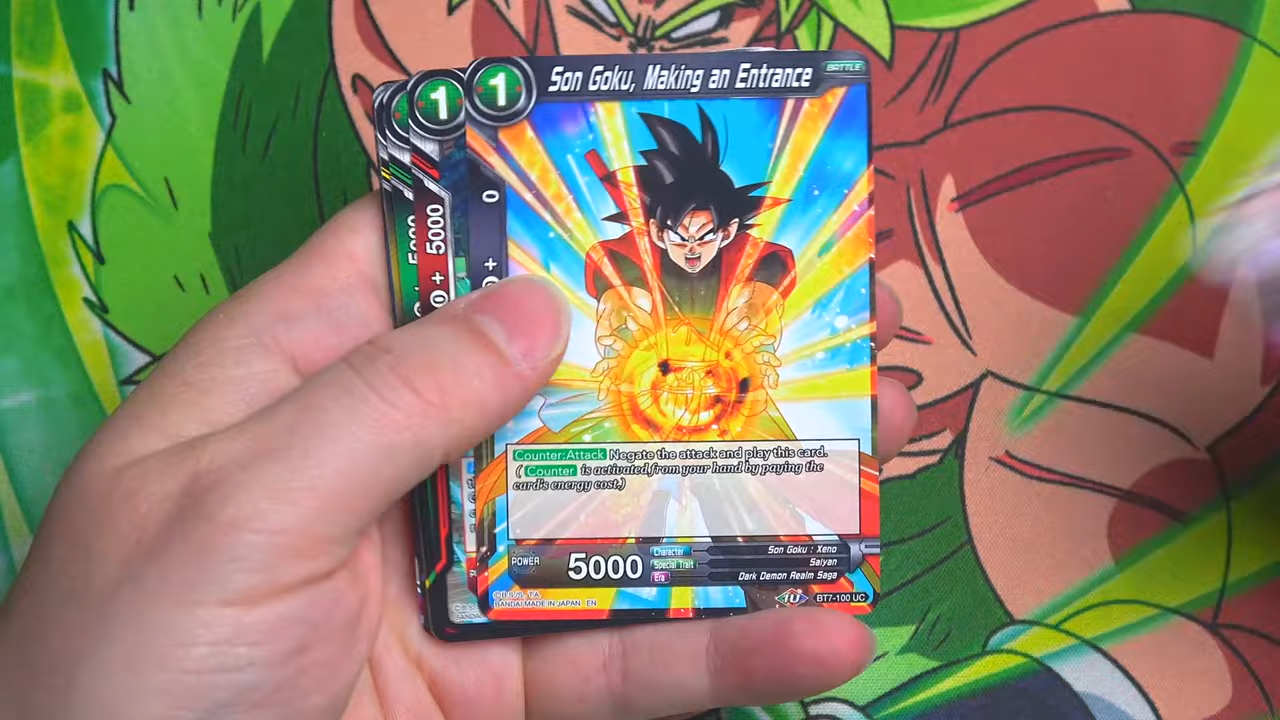 1
1
Son Goku, Making an Entrance
BATTLE
5000
0
Counter:Attack Negate the attack and play this card.
( Counter is activated from your hand by paying the
card's energy cost.)
POWER
5000
Character
Son Goku : Xeno
Special Trait
Saiyan
Era
Dark Demon Realm Saga
©B.S./S., T.A.
BANDAI MADE IN JAPAN EN
BT7-100 UC